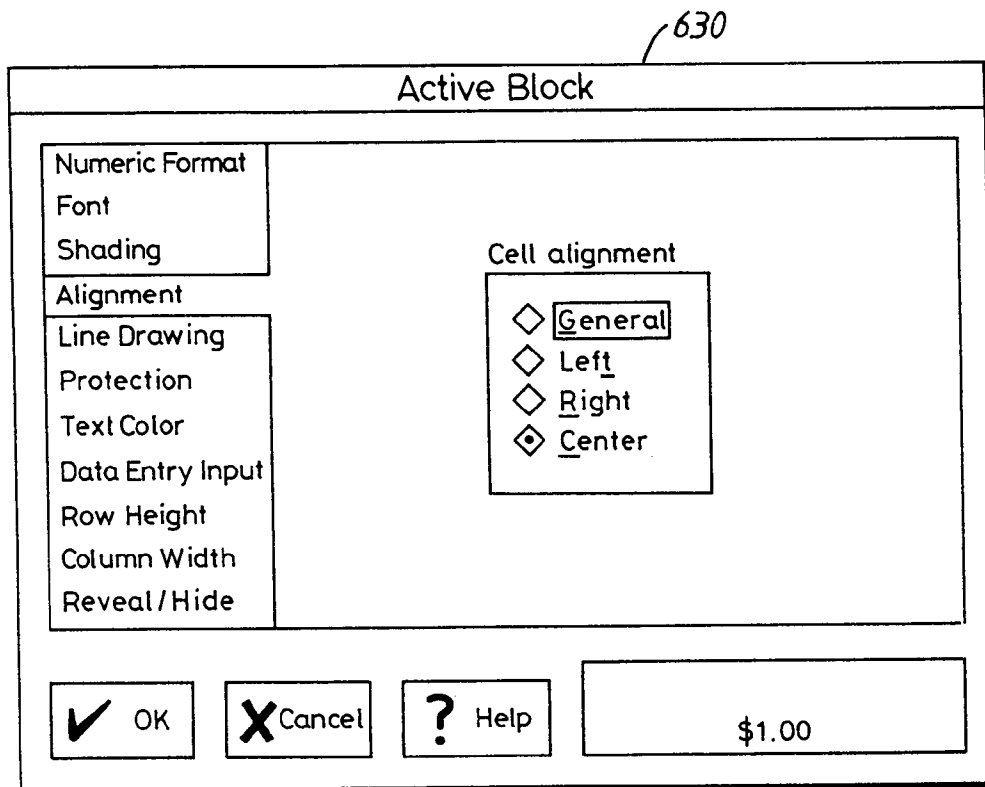 630
Active Block
Numeric Format
Font
Shading
Alignment
Line Drawing
Protection
Text Color
Data Entry Input
Row Height
Column Width
Reveal/Hide
Cell alignment
General
Left
Right
Center
OK
Cancel
? Help
$1.00